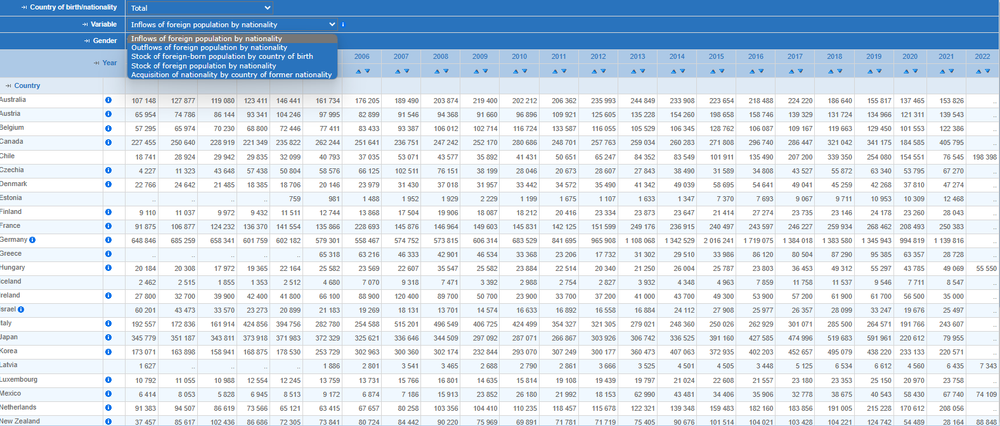 Country of birth/nationality Total
Variable Inflows of foreign population by nationality
Gender Inflows of foreign population by nationality
Outflows of foreign population by nationality
Stock of foreign-born population by country of birth
Stock of foreign population by nationality
Acquisition of nationality by country of former nationality
Year 2006 2007 2008 2009 2010 2011 2012 2013 2014 2015 2016 2017 2018 2019 2020 2021 2022
Country
Australia 107 148 127 877 119 080 123 411 146 441 161 734 176 205 189 490 203 874 219 400 202 212 206 362 235 993 244 849 233 908 223 654 218 488 224 220 186 640 155 817 137 465 153 826 ..
Austria 65 954 74 786 86 144 93 341 104 246 97 995 82 899 91 546 94 368 91 660 96 896 109 921 125 605 135 228 154 260 198 658 158 746 139 329 131 724 134 966 121 311 139 543 ..
Belgium 57 295 65 974 70 230 68 800 72 446 77 411 83 433 93 387 106 012 102 714 116 724 133 587 116 055 105 529 106 345 128 762 106 087 109 167 119 663 129 450 101 553 122 386 ..
Canada 227 455 250 640 228 919 221 349 235 822 262 244 251 641 236 751 247 242 252 170 280 686 248 701 257 763 259 034 260 283 271 808 296 740 286 447 321 042 341 175 184 585 405 795 ..
Chile 18 741 28 924 29 942 29 835 32 099 40 793 37 035 53 071 43 577 35 892 41 431 50 651 65 247 84 352 83 549 101 911 135 490 207 200 339 350 254 080 154 551 76 545 198 398
Czechia 4 227 11 323 43 648 57 438 50 804 58 576 66 125 102 511 76 151 38 199 28 046 20 673 28 607 27 843 38 490 31 589 34 808 43 527 55 872 63 340 53 795 67 270 ..
Denmark 22 766 24 642 21 485 18 385 18 706 20 146 23 979 31 430 37 018 31 957 33 442 34 572 35 490 41 342 49 039 58 695 54 641 49 041 45 259 42 268 37 810 47 274 ..
Estonia .. .. .. .. 759 981 1 488 1 952 1 929 2 229 1 199 1 675 1 107 1 633 1 347 7 370 7 693 9 067 9 711 10 953 10 309 12 468 ..
Finland 9 110 11 037 9 972 9 432 11 511 12 744 13 868 17 504 19 906 18 087 18 212 20 416 23 334 23 873 23 647 21 414 27 274 23 735 23 146 24 178 23 260 28 043 ..
France 91 875 106 877 124 232 136 370 141 554 135 866 228 693 145 876 146 964 149 603 145 831 142 125 151 599 249 176 236 915 240 497 243 597 246 227 259 934 268 462 208 493 250 383 ..
Germany 648 846 685 259 658 341 601 759 602 182 579 301 558 467 574 752 573 815 606 314 683 529 841 695 965 908 1 108 068 1 342 529 2 016 241 1 719 075 1 384 018 1 383 580 1 345 943 994 819 1 139 816 ..
Greece .. .. .. .. .. 65 318 63 216 46 333 42 901 46 534 33 368 23 206 17 732 31 302 29 510 33 986 86 120 80 504 87 290 95 385 63 357 28 728 ..
Hungary 20 184 20 308 17 972 19 365 22 164 25 582 23 569 22 607 35 547 25 582 23 884 22 514 20 340 21 250 26 004 25 787 23 803 36 453 49 312 55 297 43 785 49 069 55 550
Iceland 2 462 2 515 1 855 1 353 2 512 4 680 7 070 9 318 7 471 3 392 2 988 2 754 2 827 3 932 4 348 4 963 7 859 11 758 11 537 9 546 7 711 8 547 ..
Ireland 27 800 32 700 39 900 42 400 41 800 66 100 88 900 120 400 89 700 50 700 23 900 33 700 37 200 41 000 43 700 49 300 53 900 57 200 61 900 61 700 56 500 35 000 ..
Israel 60 201 43 473 33 570 23 273 20 899 21 183 19 269 18 131 13 701 14 574 16 633 16 892 16 558 16 884 24 112 27 908 25 977 26 357 28 099 33 247 19 676 25 497 ..
Italy 192 557 172 836 161 914 424 856 394 756 282 780 254 588 515 201 496 549 406 725 424 499 354 327 321 305 279 021 248 360 250 026 262 929 301 071 285 500 264 571 191 766 243 607 ..
Japan 345 779 351 187 343 811 373 918 371 983 372 329 325 621 336 646 344 509 297 092 287 071 266 867 303 926 306 742 336 525 391 160 427 585 474 996 519 683 591 961 220 612 79 955 ..
Korea 173 071 163 898 158 941 168 875 178 530 253 729 302 963 300 360 302 174 232 844 293 070 307 249 300 177 360 473 407 063 372 935 402 203 452 657 495 079 438 220 233 133 220 571 ..
Latvia 1 627 .. .. .. .. 1 886 2 801 3 541 3 465 2 688 2 790 2 861 3 666 3 525 4 501 4 505 3 448 5 125 6 534 6 612 4 560 6 435 7 343
Luxembourg 10 792 11 055 10 988 12 554 12 245 13 759 13 731 15 766 16 801 14 635 15 814 19 108 19 439 19 797 21 024 22 608 21 557 23 180 23 353 25 150 20 970 23 758 ..
Mexico 6 414 8 053 5 828 6 945 8 513 9 172 6 874 7 186 15 913 23 852 26 180 21 992 18 153 62 990 43 481 34 406 35 906 32 778 38 675 40 543 58 430 67 740 74 109
Netherlands 91 383 94 507 86 619 73 566 65 121 63 415 67 657 80 258 103 356 104 410 110 235 118 457 115 678 122 321 139 348 159 483 182 160 183 856 191 005 215 228 170 612 208 056 ..
New Zealand 37 457 85 617 102 436 86 686 72 305 73 841 80 724 84 442 90 220 75 969 69 891 71 781 71 719 75 405 90 676 101 514 104 021 103 428 104 221 124 742 54 489 28 164 88 848